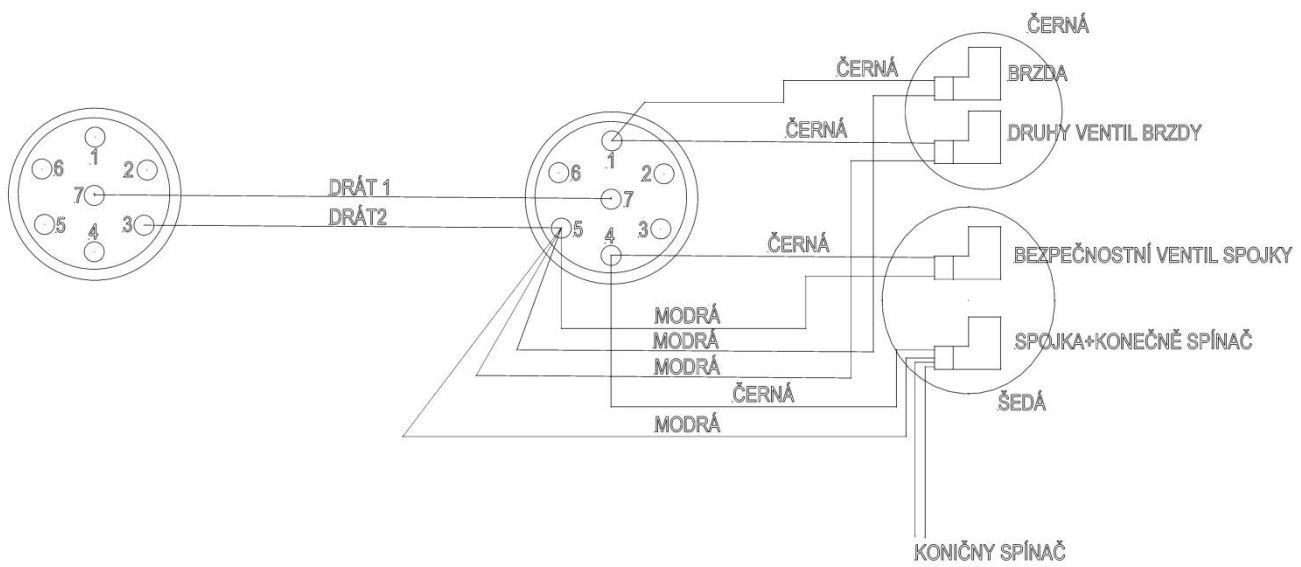 ČERNÁ
ČERNÁ
BRZDA
ČERNÁ
DRUHY VENTIL BRZDY
1
6
2
7
5
3
4
DRÁT 1
DRÁT2
1
6
2
7
5
3
4
ČERNÁ
BEZPEČNOSTNÍ VENTIL SPOJKY
MODRÁ
MODRÁ
SPOJKA+KONEČNĚ SPÍNAČ
MODRÁ
ČERNÁ
ŠEDÁ
MODRÁ
KONIČNY SPÍNAČ